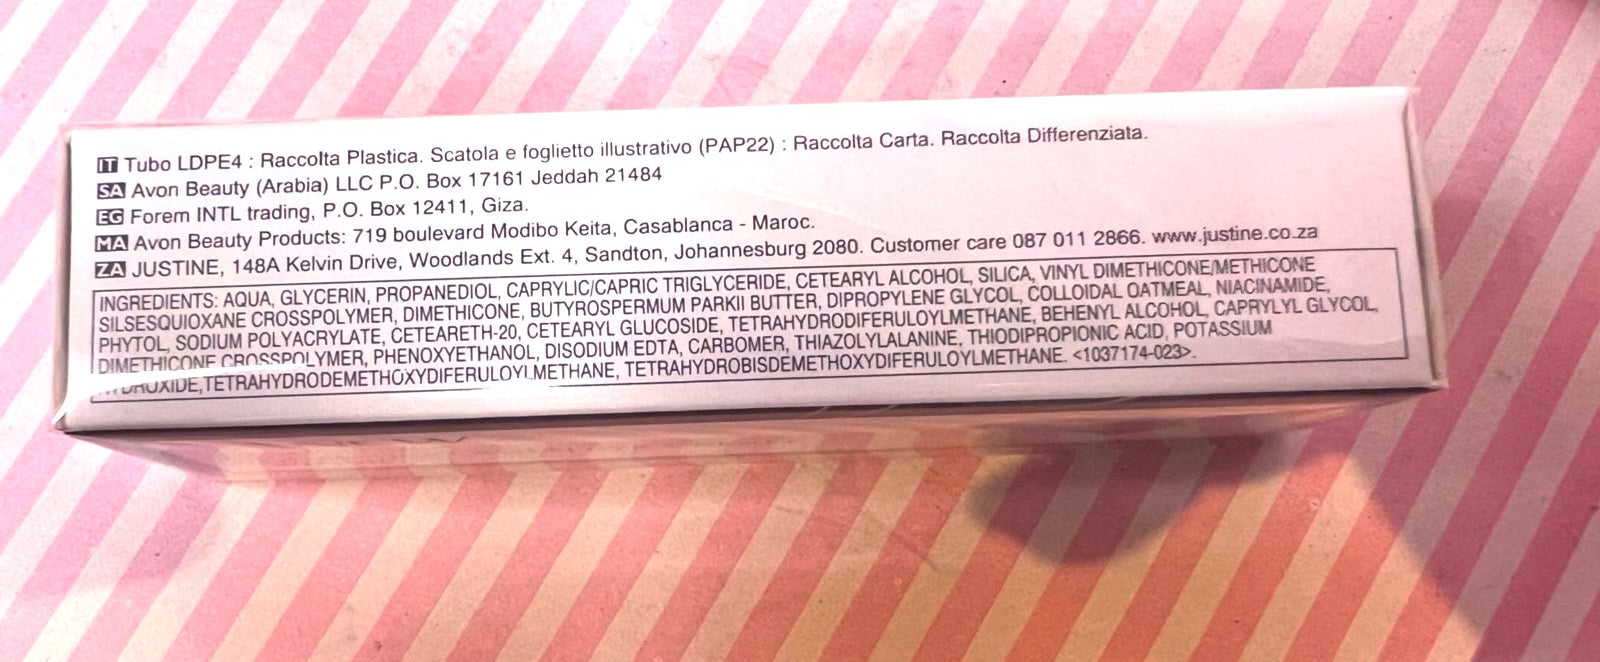 IT Tubo LDPE4 : Raccolta Plastica. Scatola e foglietto illustrativo (PAP22) : Raccolta Carta. Raccolta Differenziata.
SA Avon Beauty (Arabia) LLC P.O. Box 17161 Jeddah 21484
EG Forem INTL trading, P.O. Box 12411, Giza.
MA Avon Beauty Products: 719 boulevard Modibo Keita, Casablanca - Maroc.
ZA JUSTINE, 148A Kelvin Drive, Woodlands Ext. 4, Sandton, Johannesburg 2080. Customer care 087 011 2866. www.justine.co.za
INGREDIENTS: AQUA, GLYCERIN, PROPANEDIOL, CAPRYLIC/CAPRIC TRIGLYCERIDE, CETEARYL ALCOHOL, SILICA, VINYL DIMETHICONE/METHICONE
SILSESQUIOXANE CROSSPOLYMER, DIMETHICONE, BUTYROSPERMUM PARKII BUTTER, DIPROPYLENE GLYCOL, COLLOIDAL OATMEAL, NIACINAMIDE,
PHYTOL, SODIUM POLYACRYLATE, CETEARETH-20, CETEARYL GLUCOSIDE, TETRAHYDRODIFERULOYLMETHANE, BEHENYL ALCOHOL, CAPRYLYL GLYCOL,
DIMETHICONE CROSSPOLYMER, PHENOXYETHANOL, DISODIUM EDTA, CARBOMER, THIAZOLYLALANINE, THIODIPROPIONIC ACID, POTASSIUM
HYDROXIDE,TETRAHYDRODEMETHOXYDIFERULOYLMETHANE, TETRAHYDROBISDEMETHOXYDIFERULOYLMETHANE. <1037174-023>.